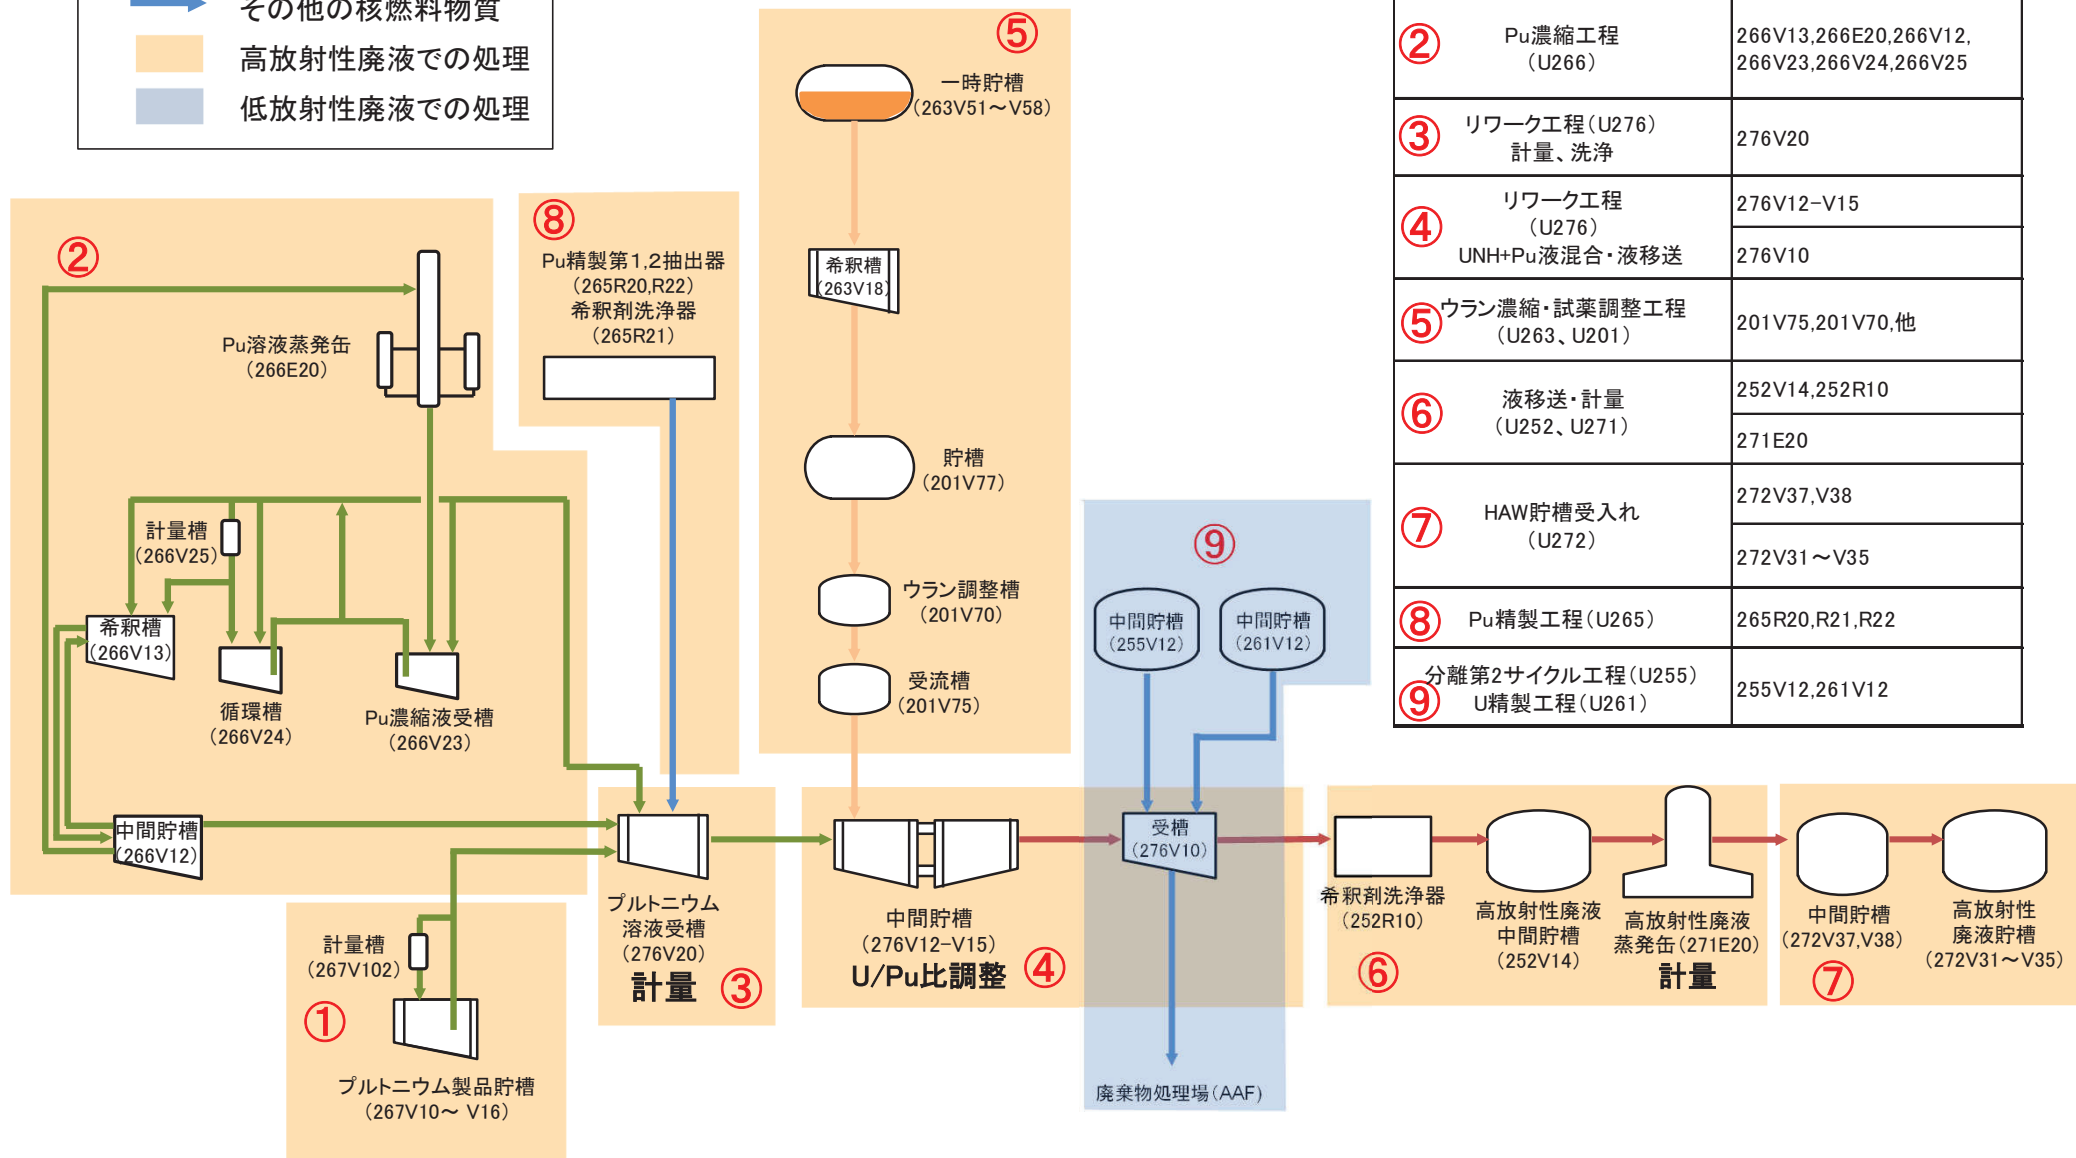 その他の核燃料物質
高放射性廃液での処理
低放射性廃液での処理
②
Pu濃縮工程
(U266)
266V13,266E20,266V12,
266V23,266V24,266V25
③
リワーク工程(U276)
計量、洗浄
276V20
④
リワーク工程
(U276)
UNH+Pu液混合・液移送
276V12-V15
276V10
⑤
ウラン濃縮・試薬調整工程
(U263、U201)
201V75,201V70,他
⑥
液移送・計量
(U252、U271)
252V14,252R10
271E20
⑦
HAW貯槽受入れ
(U272)
272V37,V38
272V31～V35
⑧
Pu精製工程(U265)
265R20,R21,R22
⑨
分離第2サイクル工程(U255)
U精製工程(U261)
255V12,261V12
②
Pu溶液蒸発缶
(266E20)
計量槽
(266V25)
希釈槽
(266V13)
循環槽
(266V24)
Pu濃縮液受槽
(266V23)
中間貯槽
(266V12)
⑧
Pu精製第1,2抽出器
(265R20,R22)
希釈剤洗浄器
(265R21)
⑤
一時貯槽
(263V51～V58)
希釈槽
(263V18)
貯槽
(201V77)
ウラン調整槽
(201V70)
受流槽
(201V75)
⑨
中間貯槽
(255V12)
中間貯槽
(261V12)
受槽
(276V10)
廃棄物処理場(AAF)
計量槽
(267V102)
①
プルトニウム製品貯槽
(267V10～ V16)
プルトニウム
溶液受槽
(276V20)
計量
③
中間貯槽
(276V12-V15)
U/Pu比調整
④
希釈剤洗浄器
(252R10)
⑥
高放射性廃液
中間貯槽
(252V14)
高放射性廃液
蒸発缶(271E20)
計量
中間貯槽
(272V37,V38)
⑦
高放射性
廃液貯槽
(272V31～V35)